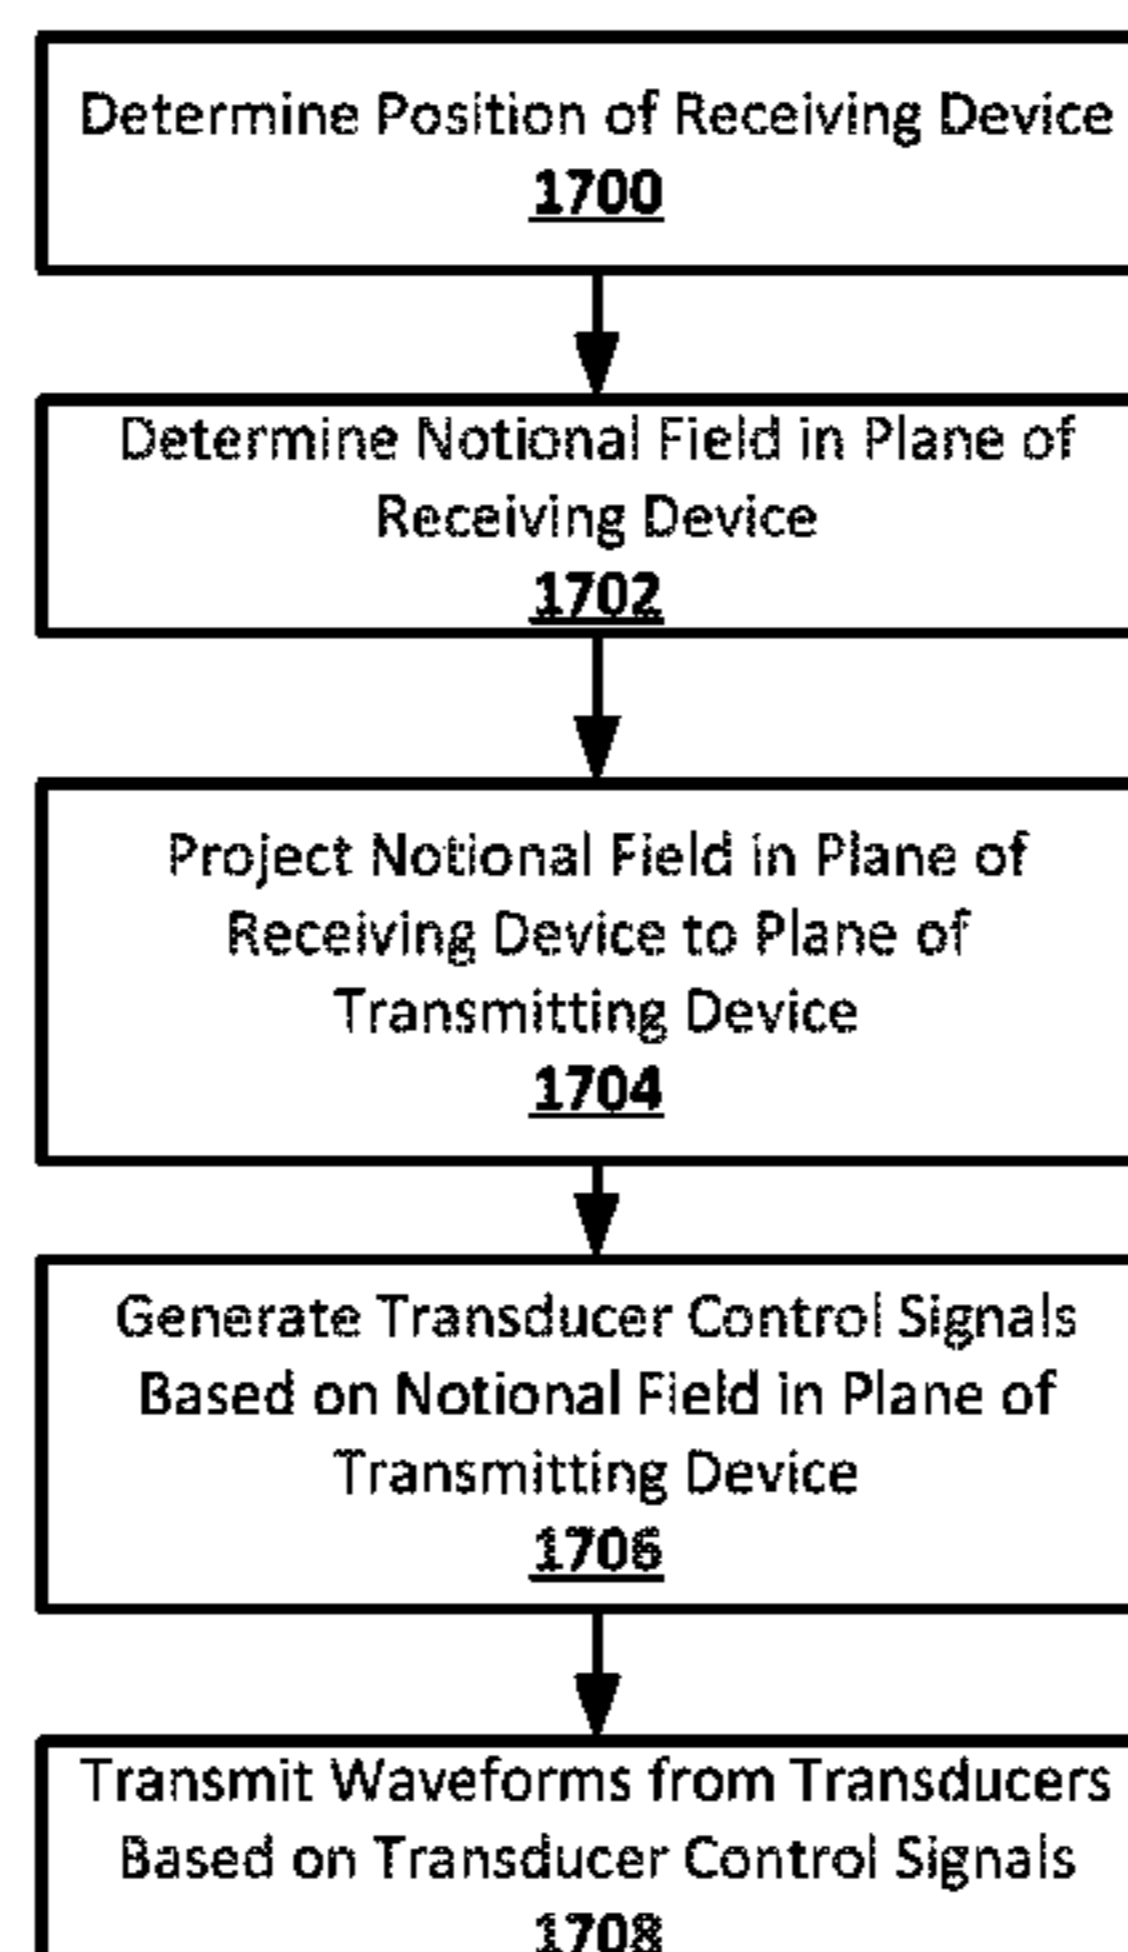 Determine Position of Receiving Device
1700
Determine Notional Field in Plane of
Receiving Device
1702
Project Notional Field in Plane of
Receiving Device to Plane of
Transmitting Device
1704
Generate Transducer Control Signals
Based on Notional Field in Plane of
Transmitting Device
1706
Transmit Waveforms from Transducers
Based on Transducer Control Signals
1708